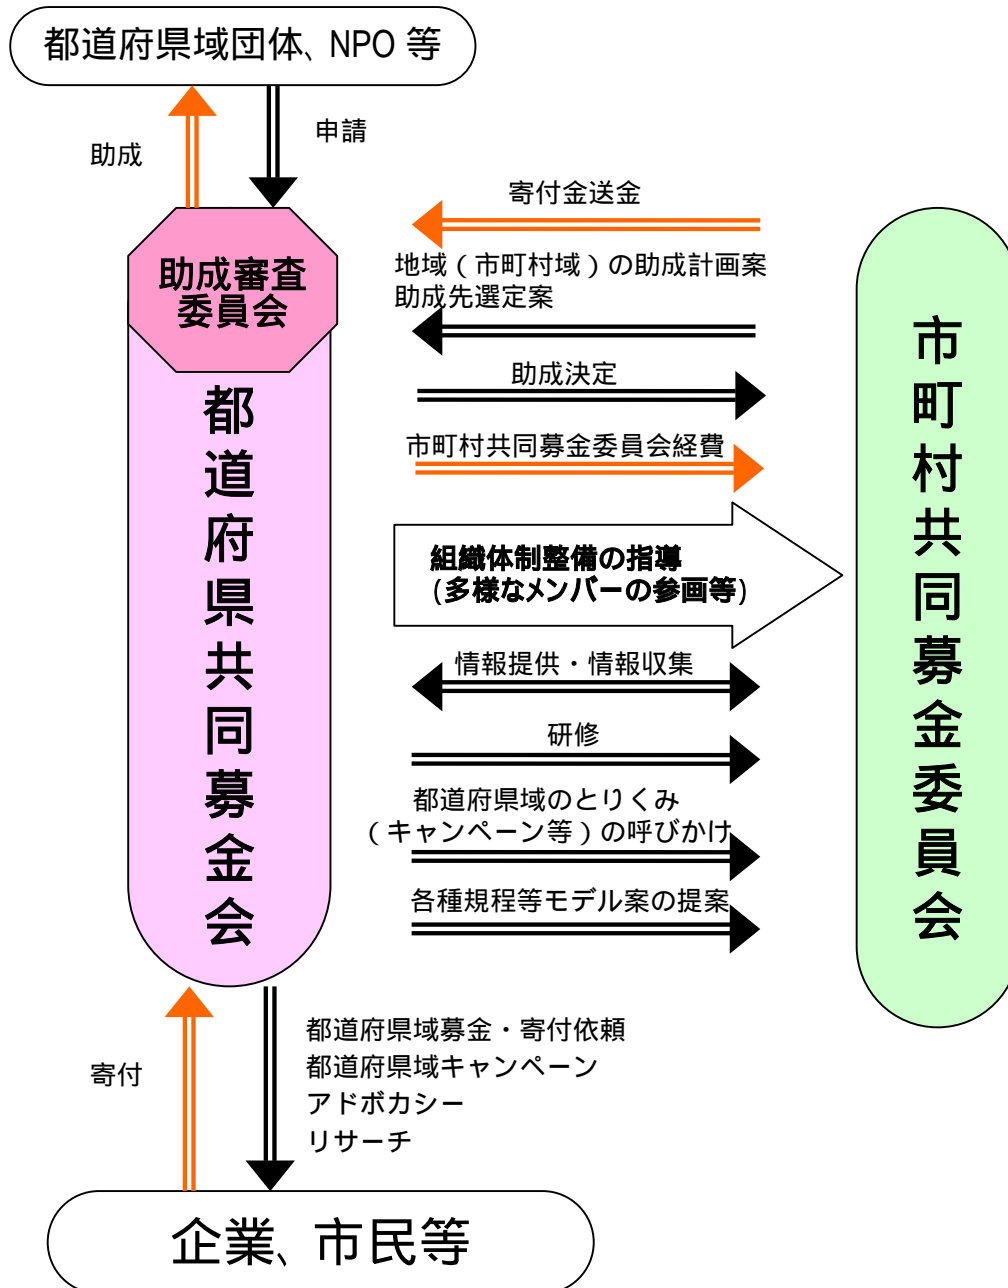 都道府県域団体、NPO 等
助成
申請
助成審査
委員会
都道府県共同募金会
寄付金送金
地域（市町村域）の助成計画案
助成先選定案
助成決定
市町村共同募金委員会経費
組織体制整備の指導
(多様なメンバーの参画等)
情報提供・情報収集
研修
都道府県域のとりくみ
（キャンペーン等）の呼びかけ
各種規程等モデル案の提案
市町村共同募金委員会
寄付
都道府県域募金・寄付依頼
都道府県域キャンペーン
アドボカシー
リサーチ
企業、市民等